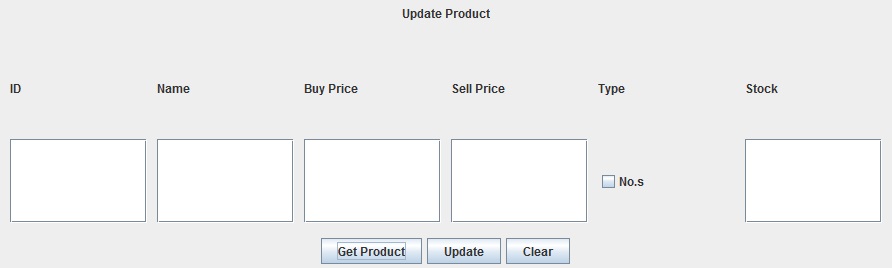 Update Product
ID Name Buy Price Sell Price Type Stock
No.s
Get Product Update Clear